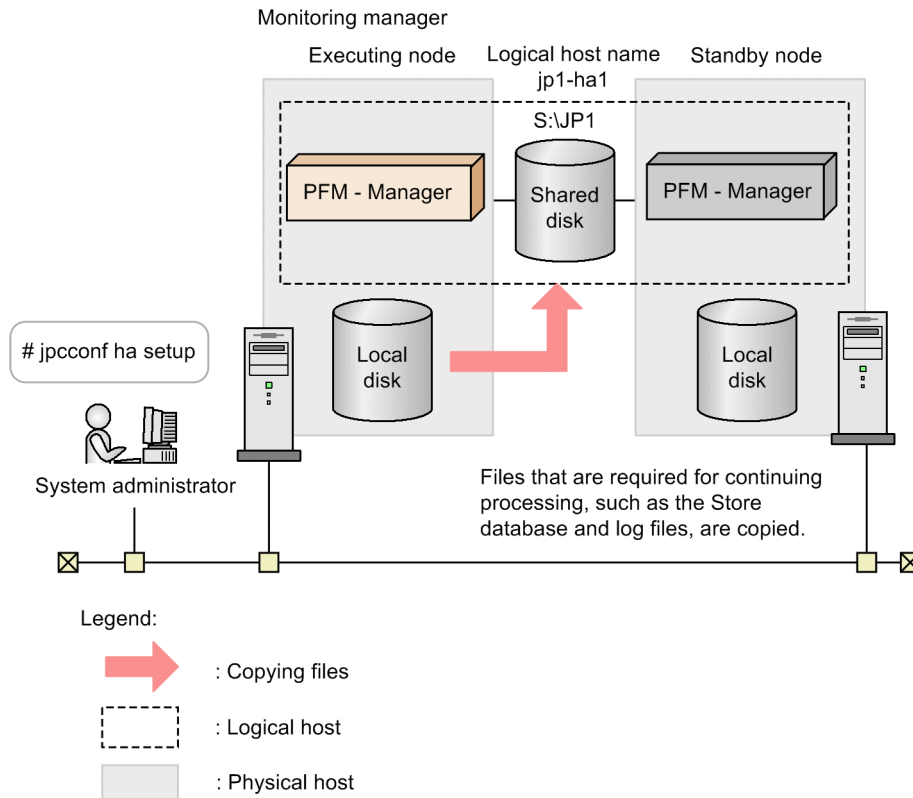 Monitoring manager
Executing node
Logical host name
jp1-ha1
Standby node
S:\JP1
PFM - Manager
Shared
disk
PFM - Manager
# jpcconf ha setup
Local
disk
Local
disk
System administrator
Files that are required for continuing
processing, such as the Store
database and log files, are copied.
Legend:
: Copying files
: Logical host
: Physical host